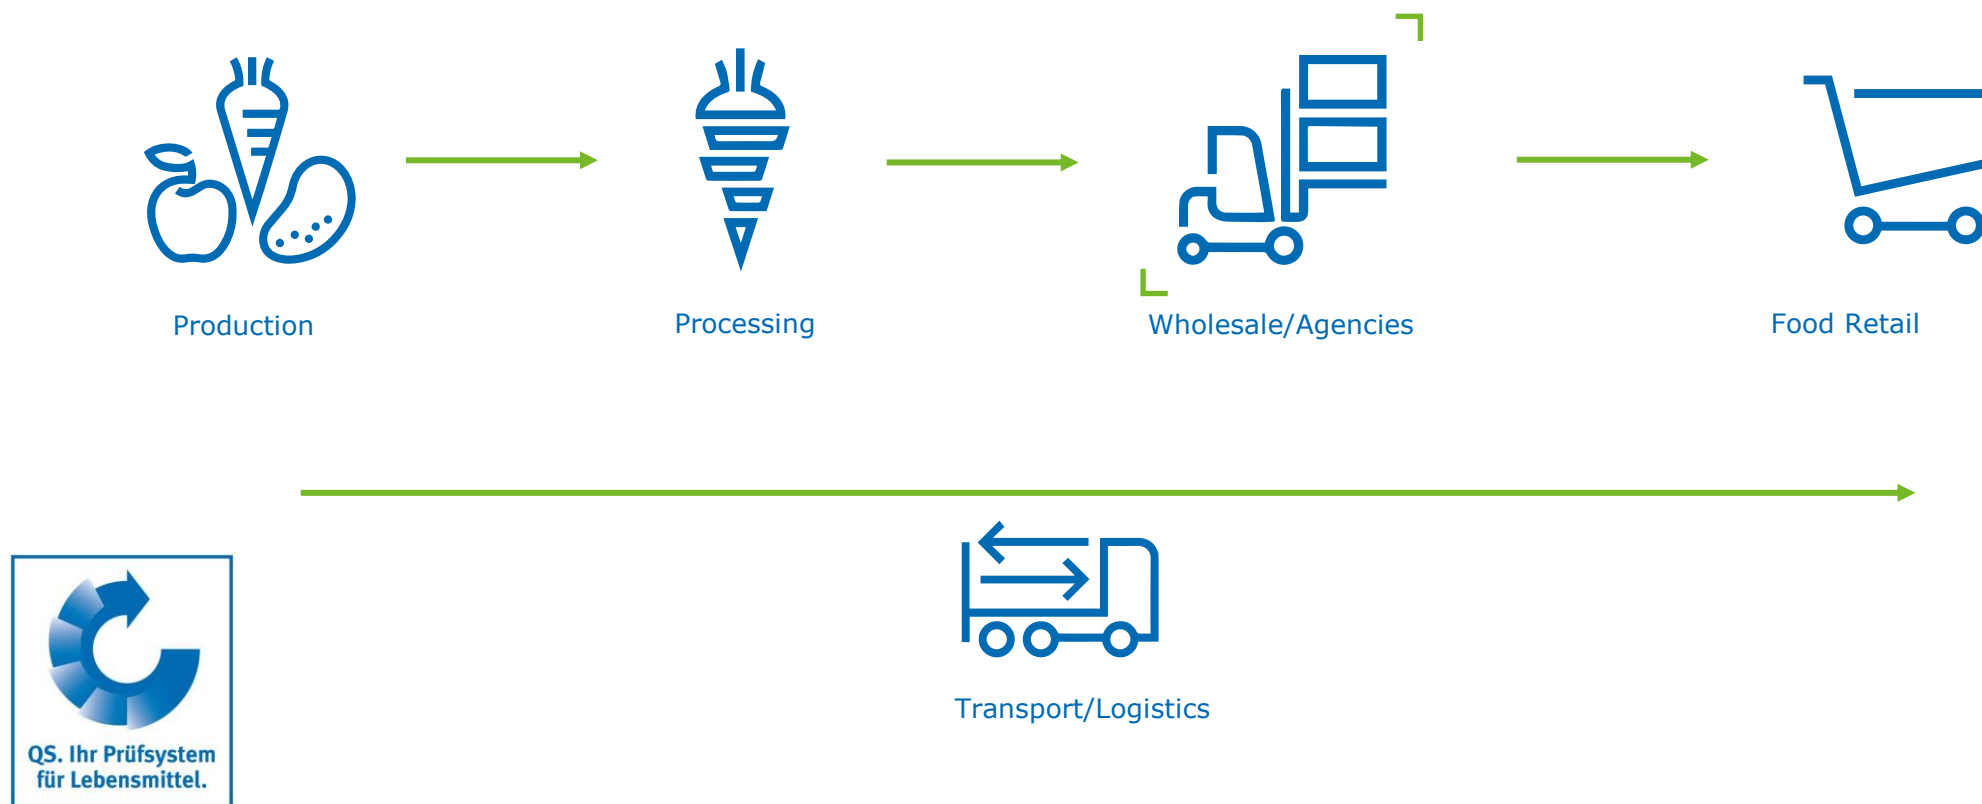 Production
Processing
Wholesale/Agencies
Food Retail
Transport/Logistics
QS. Ihr Prüfsystem
für Lebensmittel.